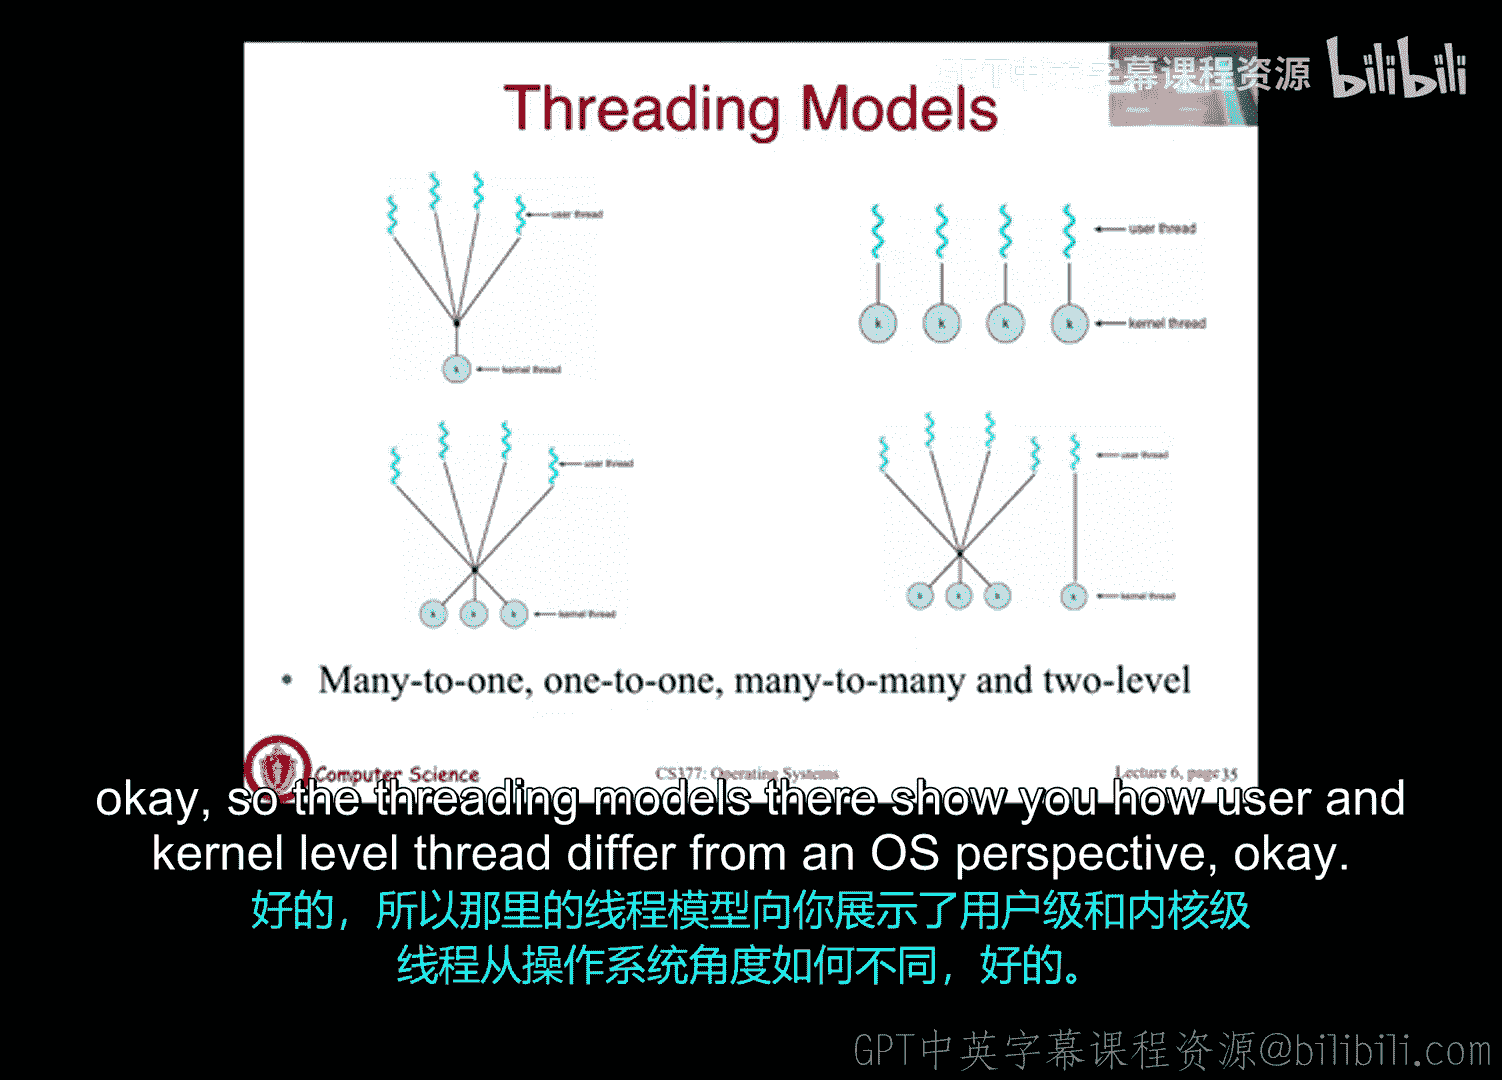 GPT中英字幕课程资源 bilibili
Threading Models
user thread
user thread
k k k k
kernel thread
k
kernel thread
user thread
user thread
k k k
kernel thread
k k k k
kernel thread
• Many-to-one, one-to-one, many-to-many and two-level
Computer Science
CS377: Operating Systems
Lecture 6, page 15
okay, so the threading models there show you how user and
kernel level thread differ from an OS perspective, okay.
好的，所以那里的线程模型向你展示了用户级和内核级
线程从操作系统角度如何不同，好的。
GPT中英字幕课程资源@bilibili.com